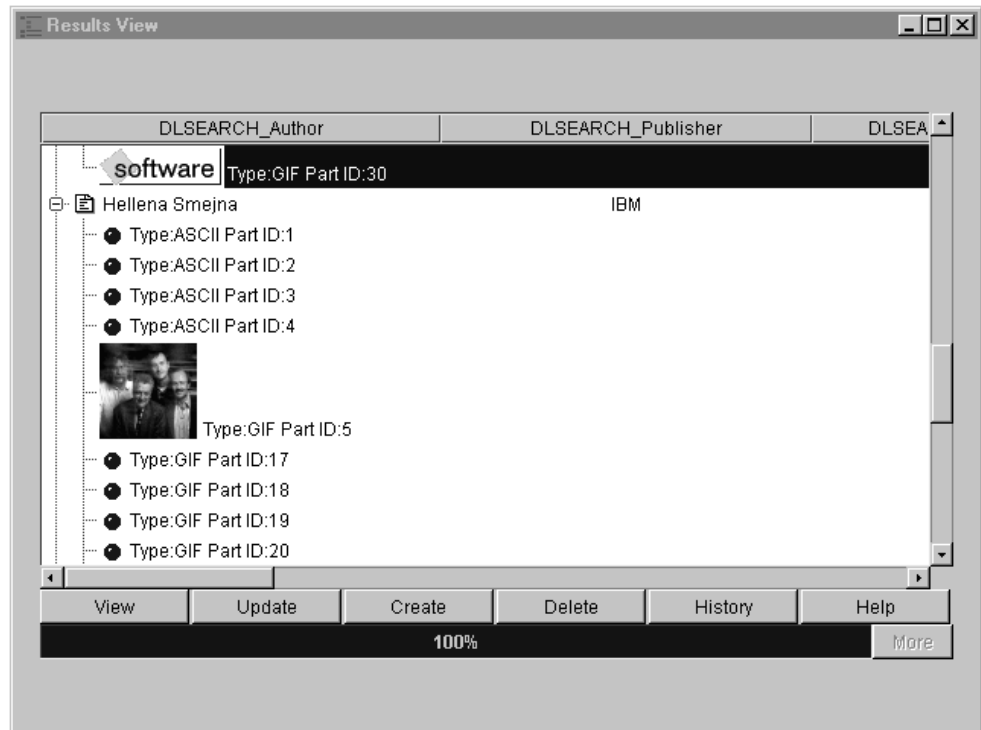 Results View
DLSEARCH_Author DLSEARCH_Publisher DLSEA
software Type:GIF Part ID:30
Hellena Smejna IBM
Type:ASCII Part ID:1
Type:ASCII Part ID:2
Type:ASCII Part ID:3
Type:ASCII Part ID:4
Type:GIF Part ID:5
Type:GIF Part ID:17
Type:GIF Part ID:18
Type:GIF Part ID:19
Type:GIF Part ID:20
View Update Create Delete History Help
100% More